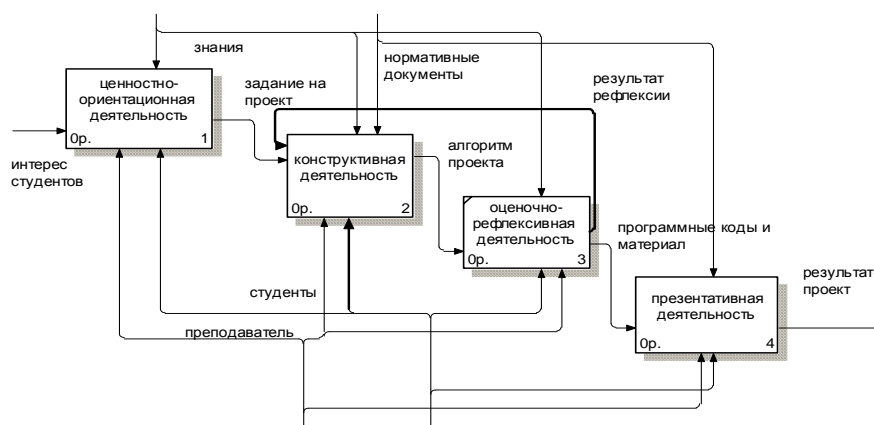 знания
ценностно-
ориентационная
деятельность
0р.
1
интерес
студентов
задание на
проект
нормативные
документы
результат
рефлексии
конструктивная
деятельность
0р.
2
алгоритм
проекта
оценочно-
рефлексивная
деятельность
0р.
3
программные коды и
материал
студенты
преподаватель
презентативная
деятельность
0р.
4
результат
проект